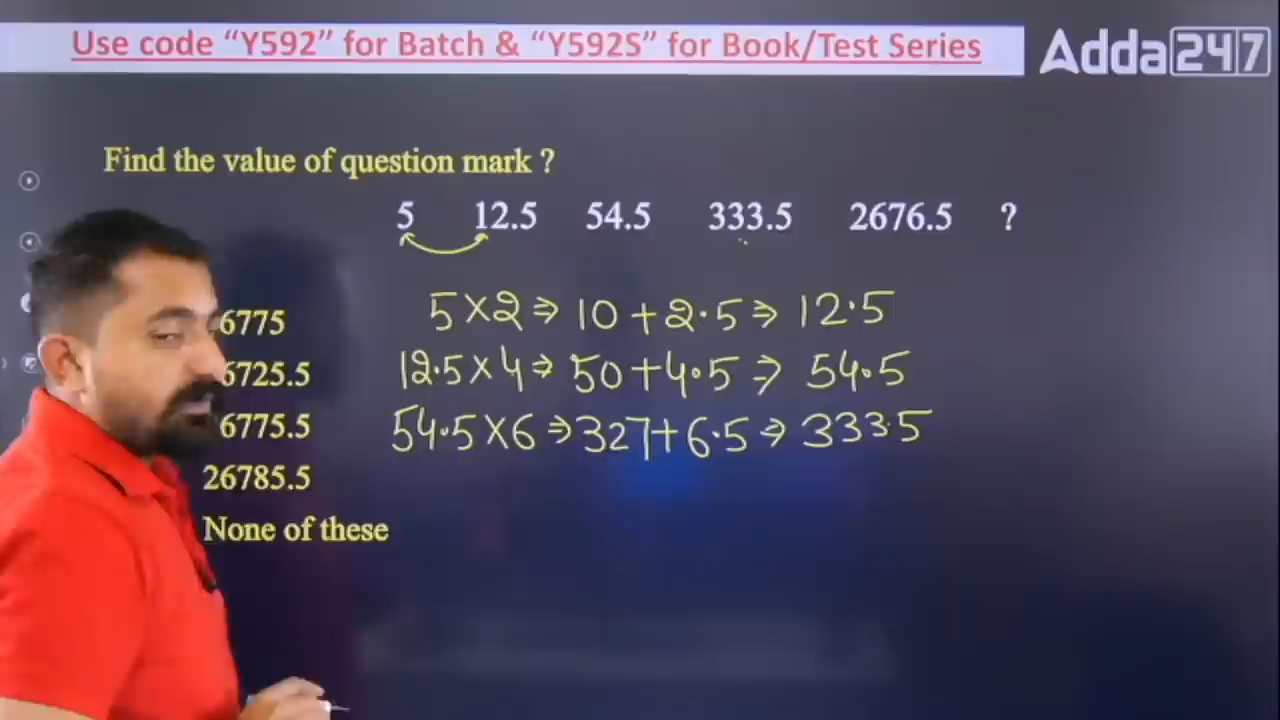 Use code “Y592” for Batch & “Y592S” for Book/Test Series
Adda247
Find the value of question mark ?
5 12.5 54.5 333.5 2676.5 ?
6775
6725.5
6775.5
26785.5
None of these
5×2⇒ 10+2.5⇒ 12.5
12.5×4⇒ 50+4.5⇒ 54.5
54.5×6⇒327+6.5⇒333.5